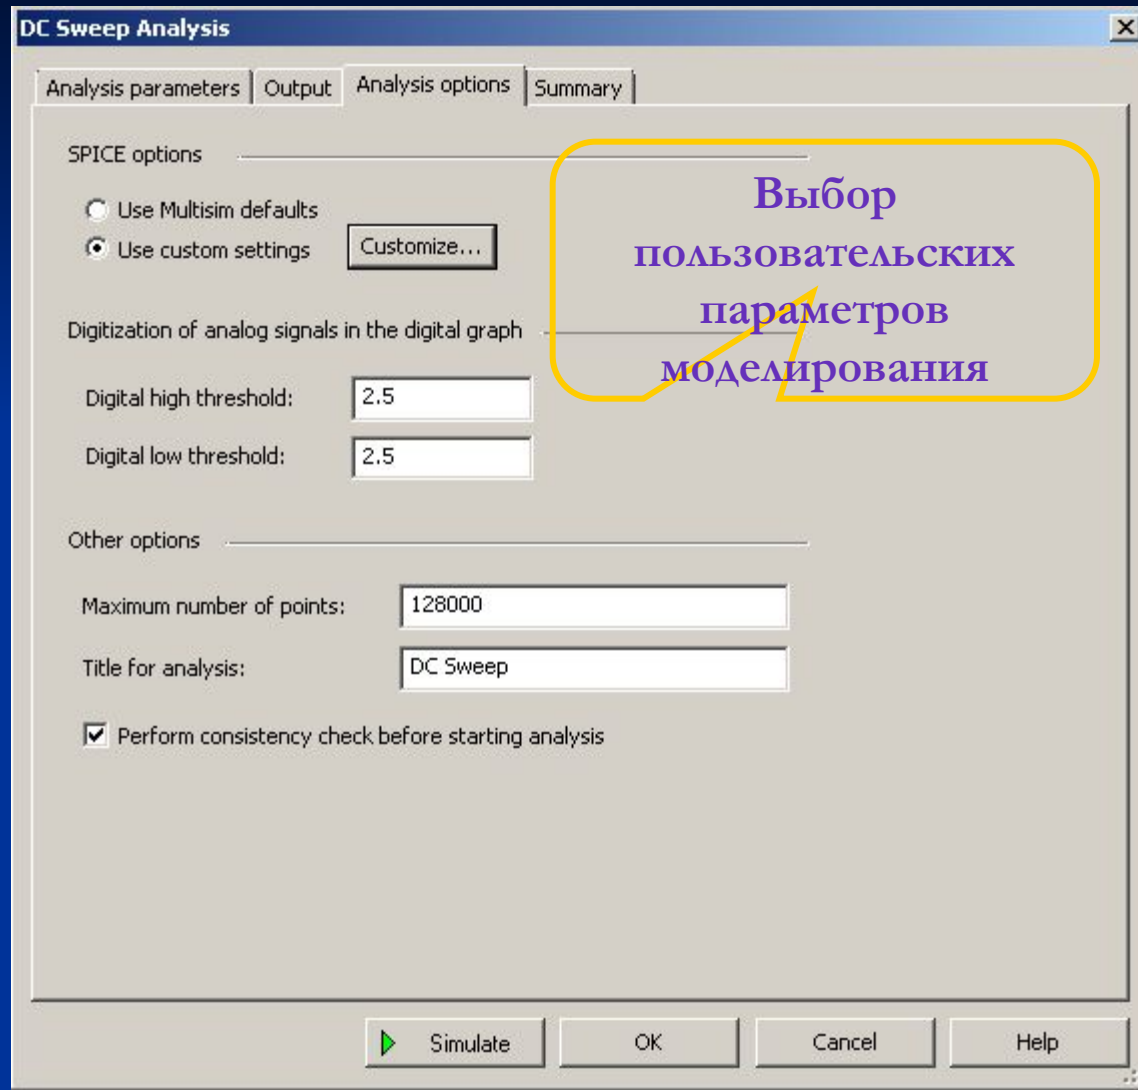 DC Sweep Analysis
Analysis parameters
Output
Analysis options
Summary
SPICE options
Use Multisim defaults
Use custom settings
Customize...
Выбор
пользовательских
параметров
моделирования
Digitization of analog signals in the digital graph
Digital high threshold:
2.5
Digital low threshold:
2.5
Other options
Maximum number of points:
128000
Title for analysis:
DC Sweep
Perform consistency check before starting analysis
Simulate
OK
Cancel
Help